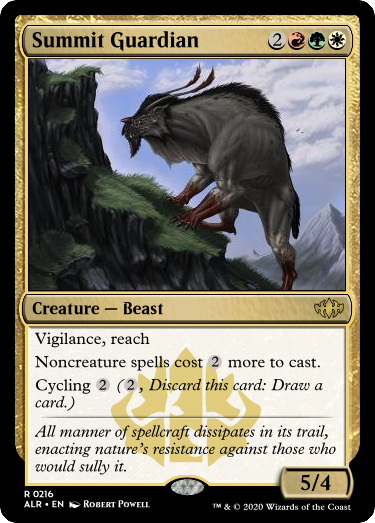 Summit Guardian 2
Creature — Beast
Vigilance, reach
Noncreature spells cost 2 more to cast.
Cycling 2 (2, Discard this card: Draw a
card.)
All manner of spellcraft dissipates in its trail,
enacting nature's resistance against those who
would sully it.
5/4
R 0216
ALR • EN Robert Powell
™ & © 2020 Wizards of the Coast